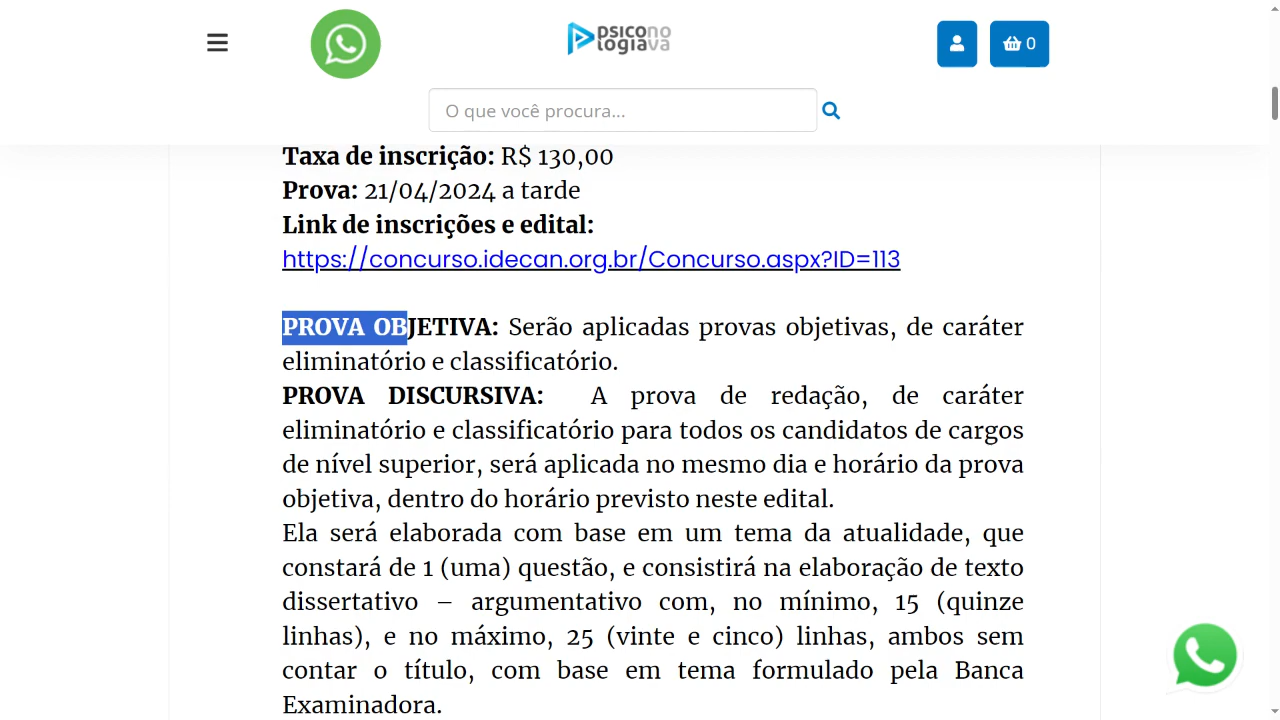 psicono
logiava
0
O que você procura...
Taxa de inscrição: R$ 130,00
Prova: 21/04/2024 a tarde
Link de inscrições e edital:
https://concurso.idecan.org.br/Concurso.aspx?ID=113
PROVA OBJETIVA: Serão aplicadas provas objetivas, de caráter
eliminatório e classificatório.
PROVA DISCURSIVA: A prova de redação, de caráter
eliminatório e classificatório para todos os candidatos de cargos
de nível superior, será aplicada no mesmo dia e horário da prova
objetiva, dentro do horário previsto neste edital.
Ela será elaborada com base em um tema da atualidade, que
constará de 1 (uma) questão, e consistirá na elaboração de texto
dissertativo – argumentativo com, no mínimo, 15 (quinze
linhas), e no máximo, 25 (vinte e cinco) linhas, ambos sem
contar o título, com base em tema formulado pela Banca
Examinadora.